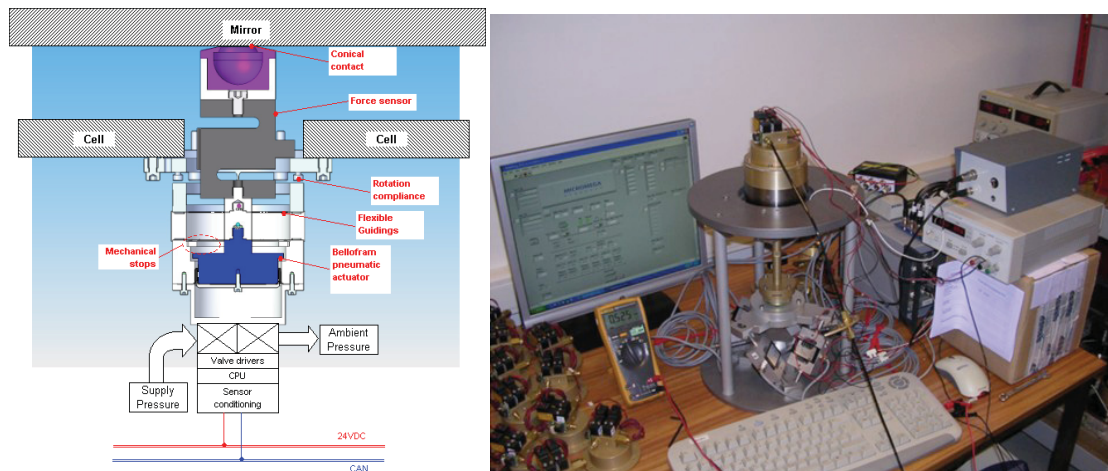 Mirror
Conical
contact
Force sensor
Cell
Cell
Rotation
compliance
Flexible
Guidings
Mechanical
stops
Bellofram
pneumatic
actuator
Ambient
Pressure
Valve drivers
CPU
Sensor
conditioning
Supply
Pressure
24VDC
CAN
MICROMEGA